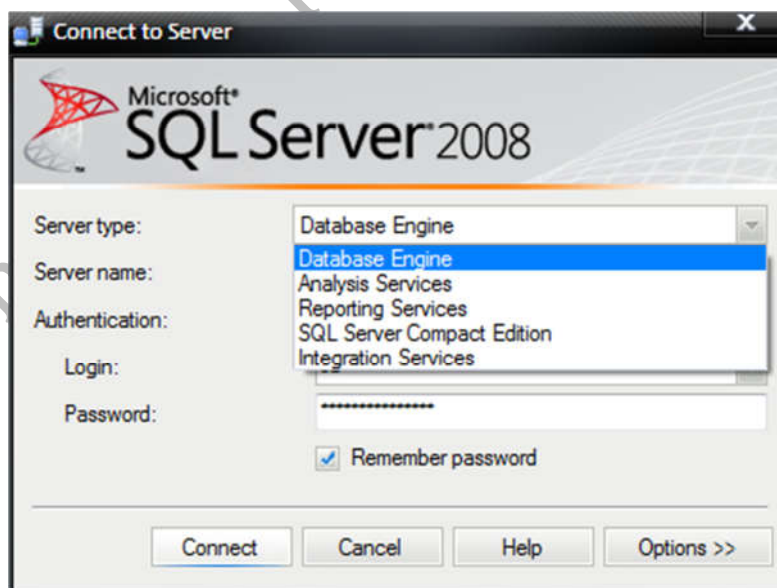 Connect to Server
Microsoft®
SQL Server® 2008
Server type: Database Engine
Database Engine
Server name:
Analysis Services
Reporting Services
Authentication:
SQL Server Compact Edition
Integration Services
Login:
Password: ***************
Remember password
Connect Cancel Help Options >>